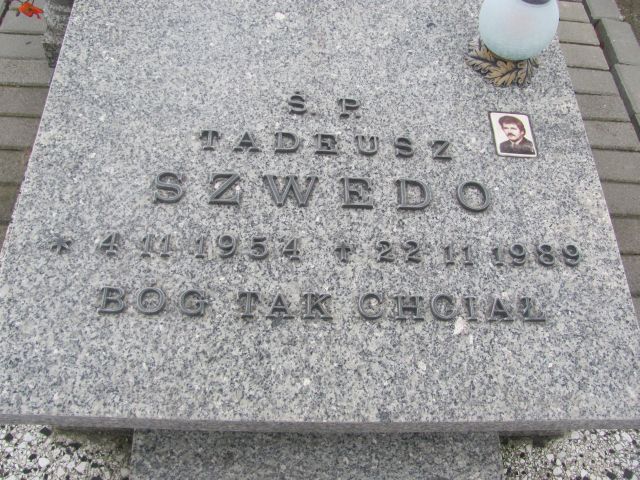 Ś. P.
TADEUSZ
SZWEDO
* 4 11 1954 † 22 11 1989
BÓG TAK CHCIAŁ